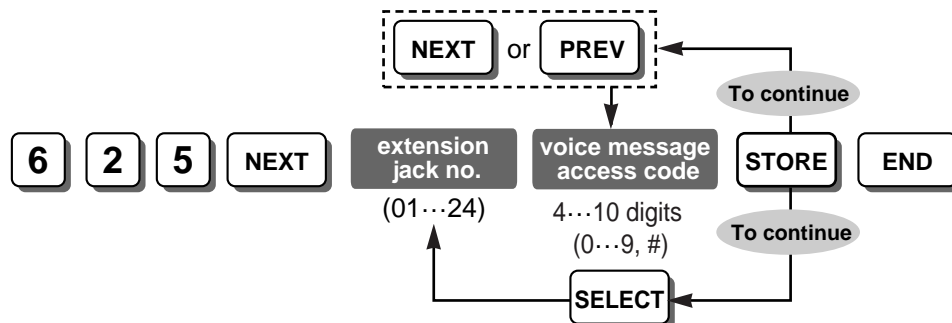 NEXT or PREV
To continue
6 2 5 NEXT extension jack no. voice message access code STORE END
(01···24) 4···10 digits
(0···9, #)
To continue
SELECT